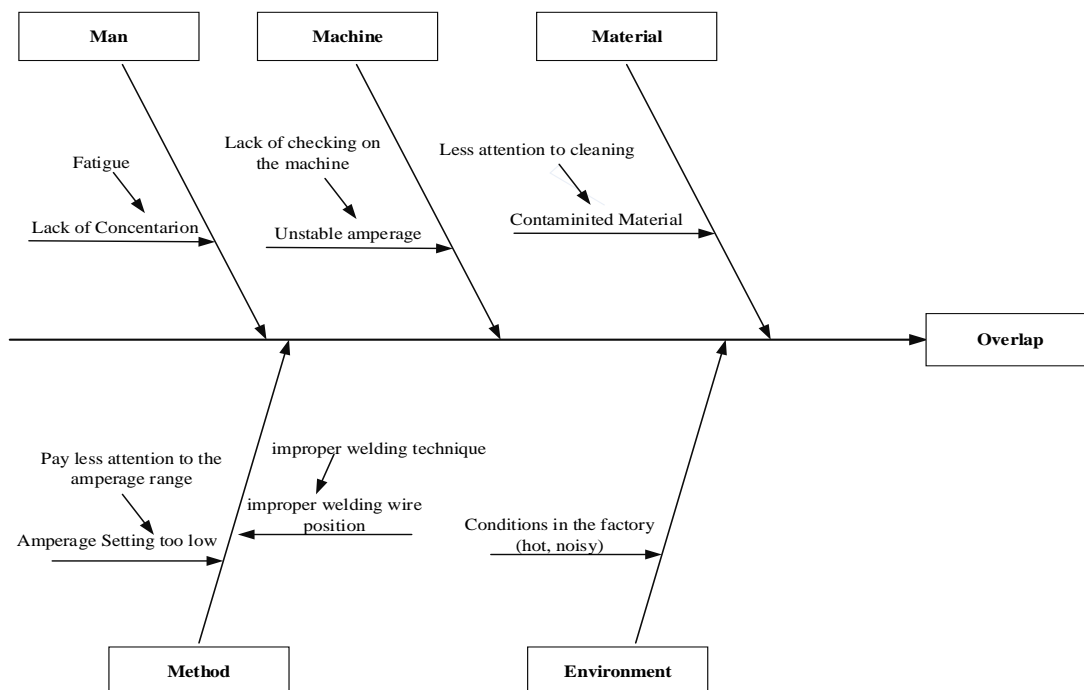 Man
Machine
Material
Lack of checking on
the machine
Less attention to cleaning
Fatigue
Lack of Concentarion
Unstable amperage
Contaminited Material
Overlap
Pay less attention to the
amperage range
improper welding technique
improper welding wire
position
Amperage Setting too low
Conditions in the factory
(hot, noisy)
Method
Environment